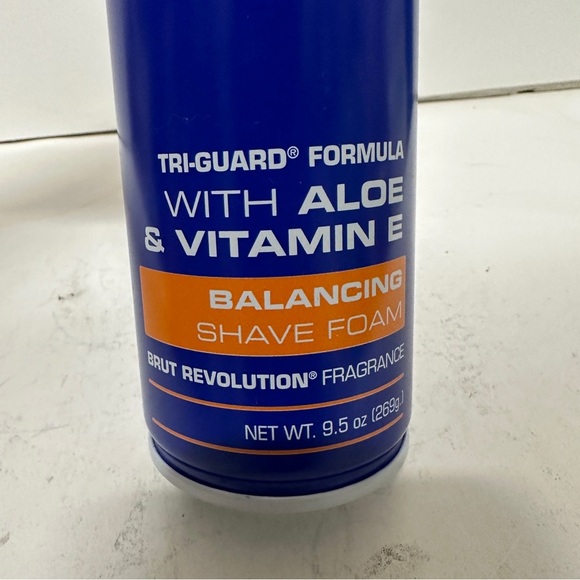 TRI-GUARD® FORMULA
WITH ALOE
& VITAMIN E
BALANCING
SHAVE FOAM
BRUT REVOLUTION® FRAGRANCE
NET WT. 9.5 oz (269g.)